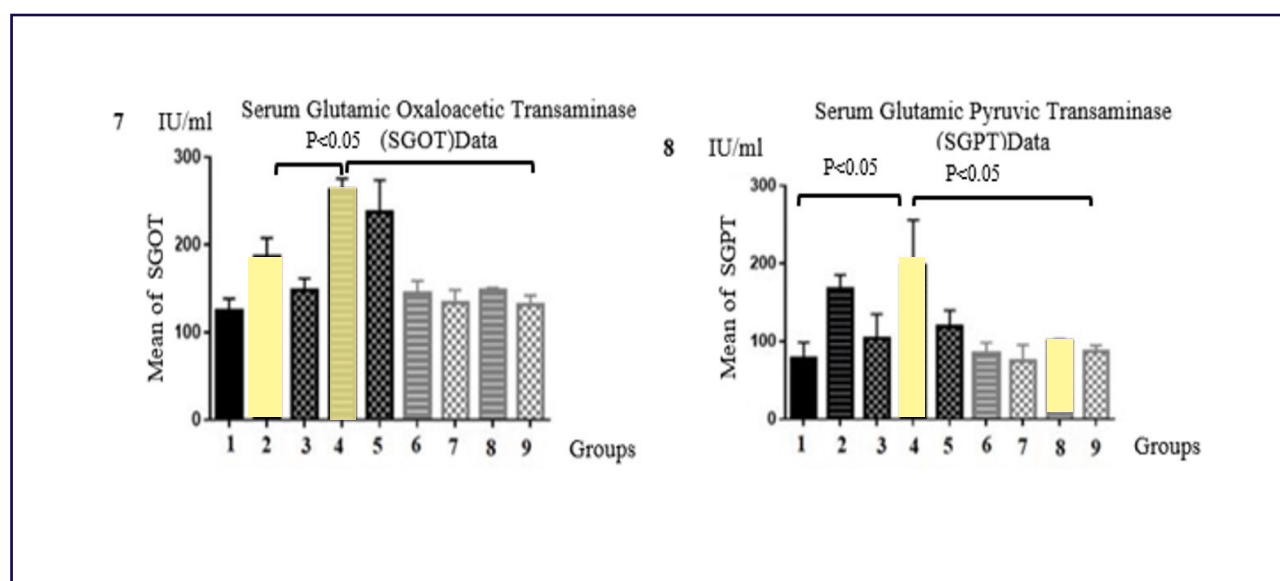 7 IU/ml
Serum Glutamic Oxaloacetic Transaminase
P<0.05 (SGOT)Data
Mean of SGOT
300
200
100
0
1 2 3 4 5 6 7 8 9 Groups
8 IU/ml
Serum Glutamic Pyruvic Transaminase
(SGPT)Data
P<0.05 P<0.05
Mean of SGPT
300
200
100
0
1 2 3 4 5 6 7 8 9 Groups